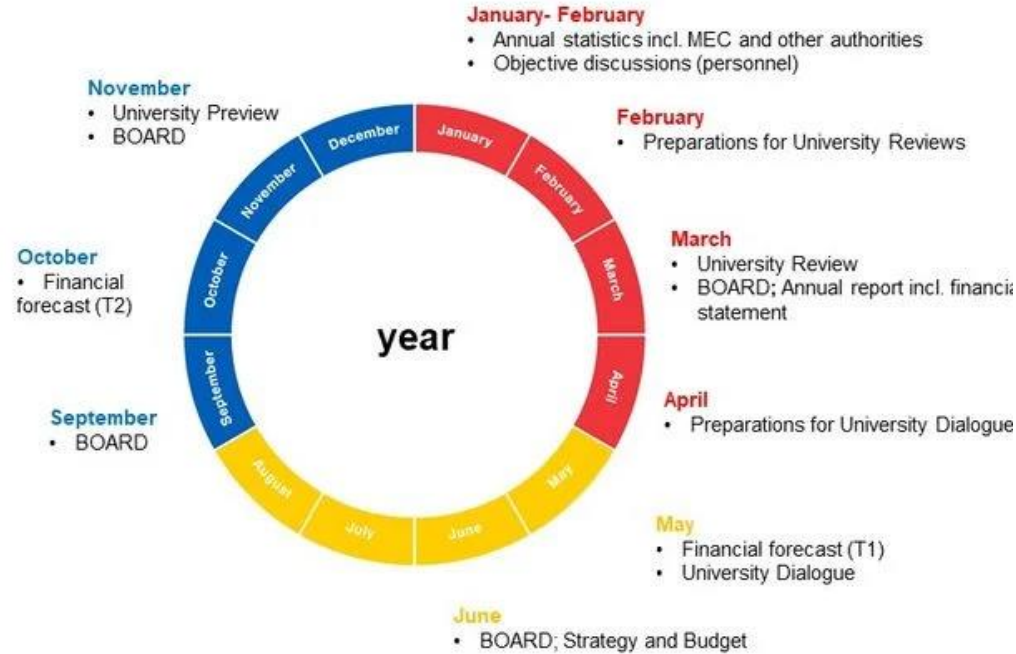 January- February
• Annual statistics incl. MEC and other authorities
• Objective discussions (personnel)
February
• Preparations for University Reviews
March
• University Review
• BOARD; Annual report incl. financia
statement
April
• Preparations for University Dialogue
May
• Financial forecast (T1)
• University Dialogue
June
• BOARD; Strategy and Budget
September
• BOARD
October
• Financial
forecast (T2)
November
• University Preview
• BOARD
January
February
March
April
May
June
July
August
September
October
November
December
year